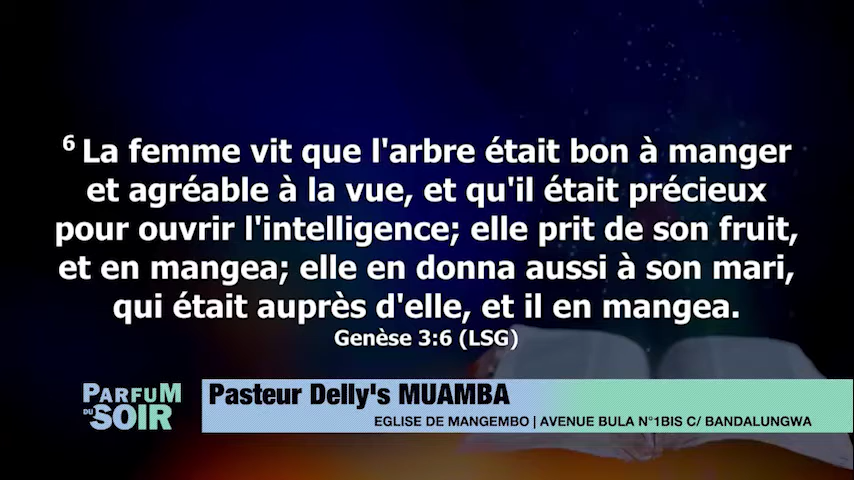 6 La femme vit que l'arbre était bon à manger
et agréable à la vue, et qu'il était précieux
pour ouvrir l'intelligence; elle prit de son fruit,
et en mangea; elle en donna aussi à son mari,
qui était auprès d'elle, et il en mangea.
Genèse 3:6 (LSG)
PARFUM
DU SOIR
Pasteur Delly's MUAMBA
EGLISE DE MANGEMBO | AVENUE BULA N°1BIS C/ BANDALUNGWA